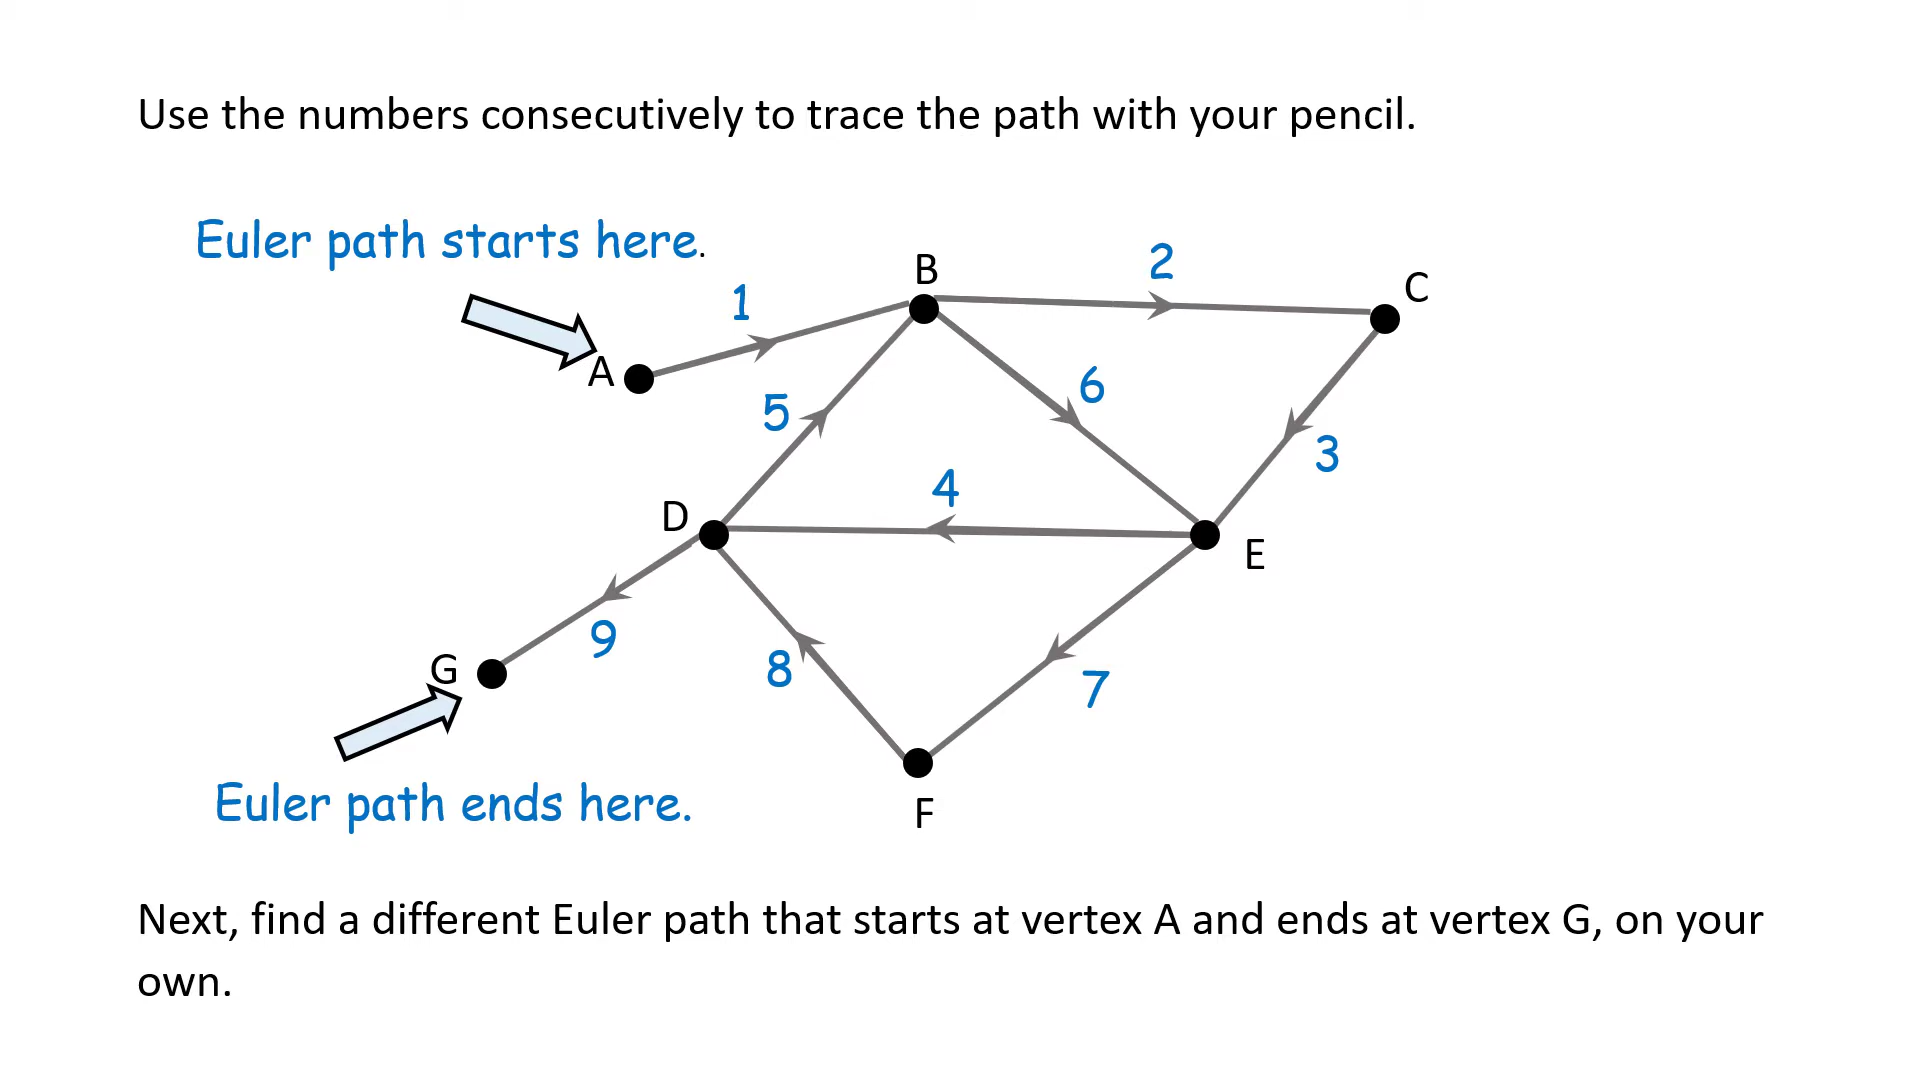 Use the numbers consecutively to trace the path with your pencil.
Euler path starts here.
B
2
C
1
A
6
5
3
4
D
E
9
G
8
7
Euler path ends here.
F
Next, find a different Euler path that starts at vertex A and ends at vertex G, on your
own.